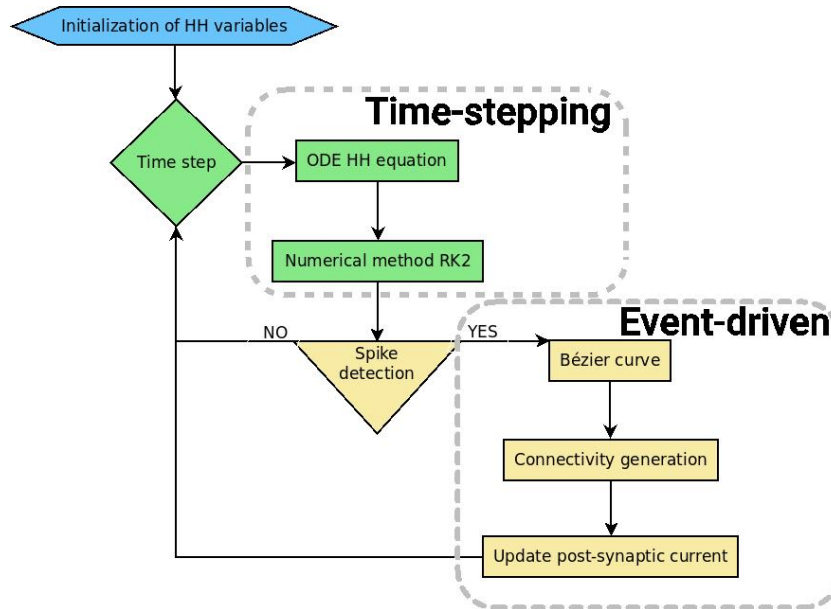 Initialization of HH variables
Time-stepping
Time step
ODE HH equation
Numerical method RK2
Event-driven
NO
YES
Spike
detection
Bézier curve
Connectivity generation
Update post-synaptic current